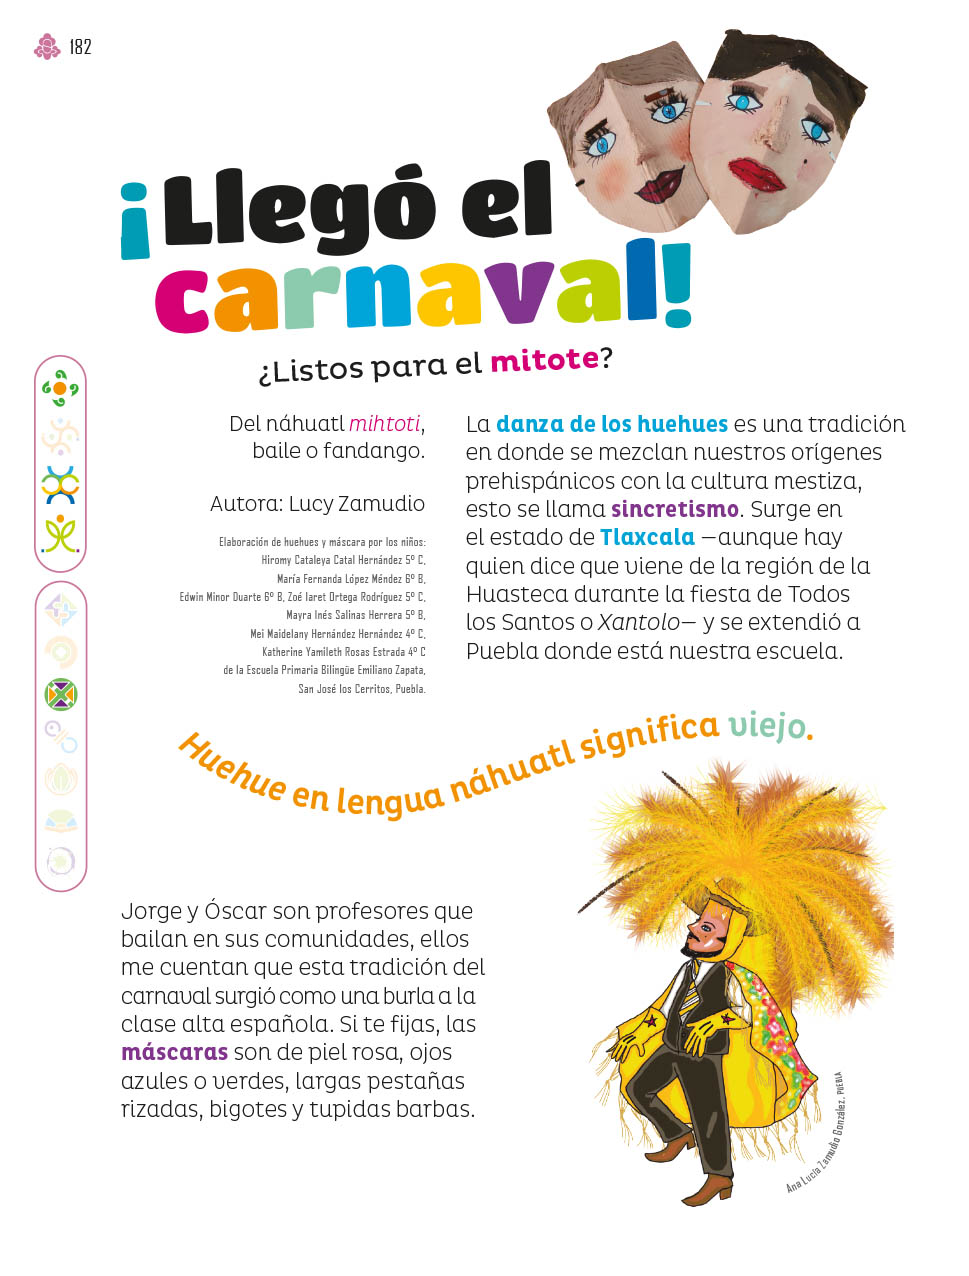 182
¡Llegó el
carnaval!
¿Listos para el mitote?
Del náhuatl mihtoti,
baile o fandango.
Autora: Lucy Zamudio
Elaboración de huehues y máscara por los niños:
Hiromy Cataleya Catal Hernández 5º C,
María Fernanda López Méndez 6º B,
Edwin Minor Duarte 6º B, Zoé Iaret Ortega Rodríguez 5º C,
Mayra Inés Salinas Herrera 5º B,
Mei Maidelany Hernández Hernández 4º C,
Katherine Yamileth Rosas Estrada 4º C
de la Escuela Primaria Bilingüe Emiliano Zapata,
San José los Cerritos, Puebla.
La danza de los huehues es una tradición
en donde se mezclan nuestros orígenes
prehispánicos con la cultura mestiza,
esto se llama sincretismo. Surge en
el estado de Tlaxcala —aunque hay
quien dice que viene de la región de la
Huasteca durante la fiesta de Todos
los Santos o Xantolo— y se extendió a
Puebla donde está nuestra escuela.
Huehue en lengua náhuatl significa viejo.
Jorge y Óscar son profesores que
bailan en sus comunidades, ellos
me cuentan que esta tradición del
carnaval surgió como una burla a la
clase alta española. Si te fijas, las
máscaras son de piel rosa, ojos
azules o verdes, largas pestañas
rizadas, bigotes y tupidas barbas.
Ana Lucía Zamudio González, PUEBLA